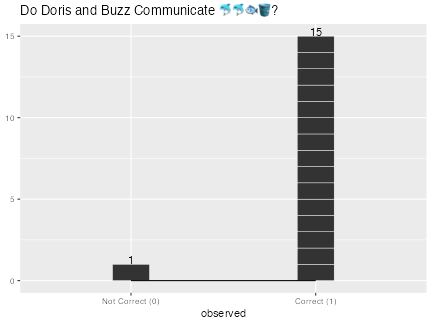 Do Doris and Buzz Communicate 🐬🐬🐟🪣?
15
15
10
5
1
0
Not Correct (0) Correct (1)
observed